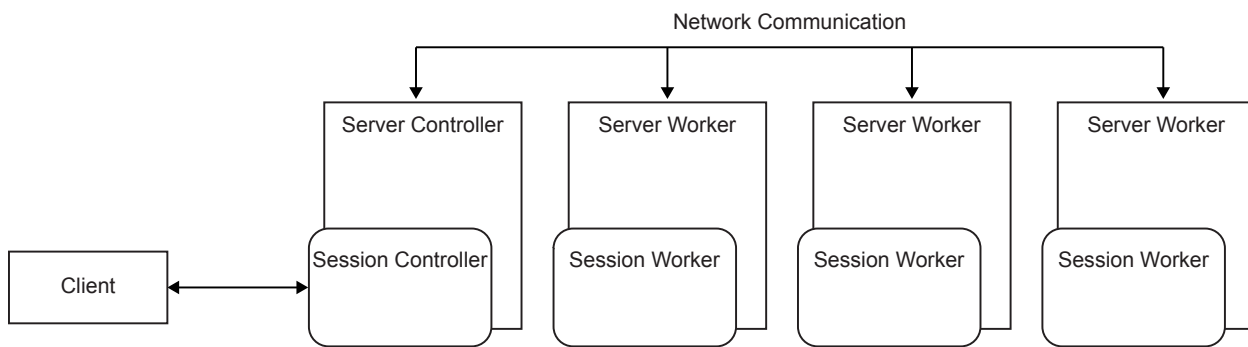 Network Communication
Server Controller
Server Worker
Server Worker
Server Worker
Session Controller
Session Worker
Session Worker
Session Worker
Client